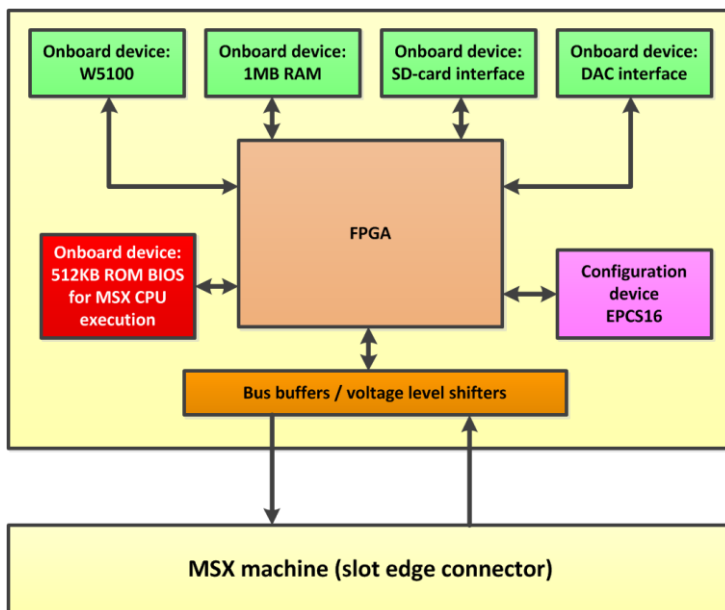 Onboard device:
W5100
Onboard device:
1MB RAM
Onboard device:
SD-card interface
Onboard device:
DAC interface
FPGA
Onboard device:
512KB ROM BIOS
for MSX CPU
execution
Configuration
device
EPCS16
Bus buffers / voltage level shifters
MSX machine (slot edge connector)